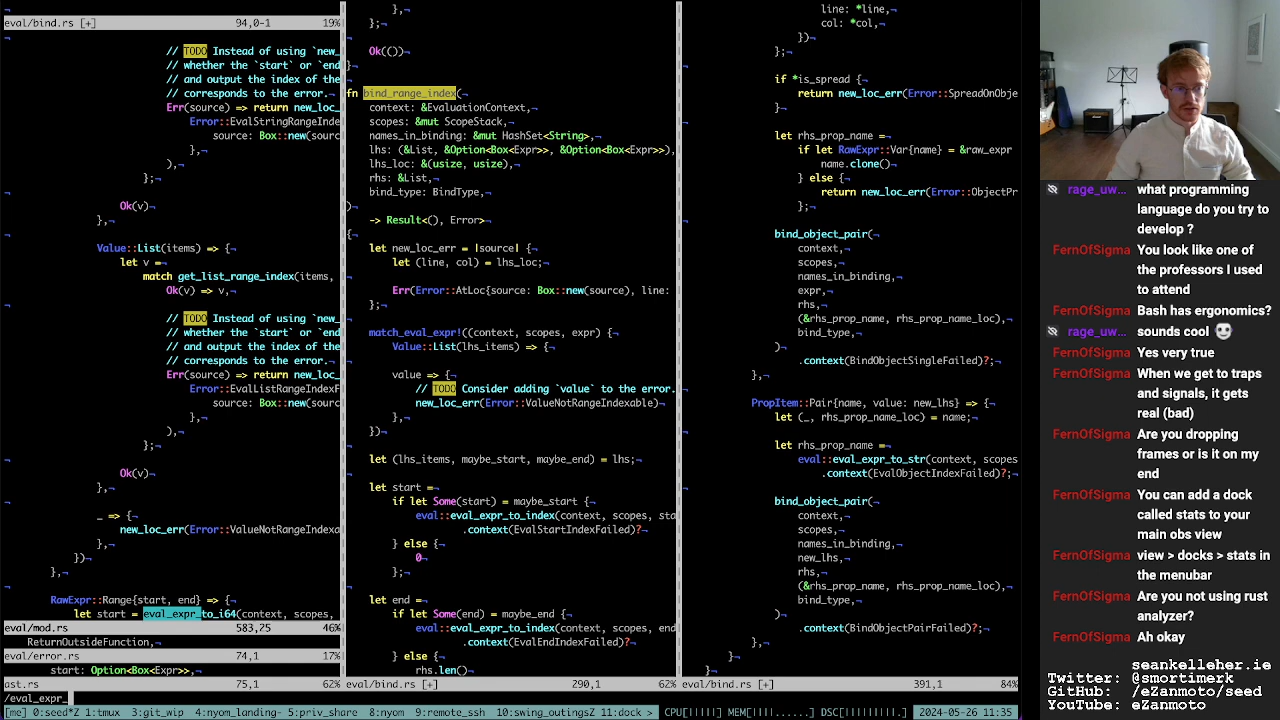 eval/bind.rs [+] 94,0-1 19%
// TODO Instead of using `new_
// whether the `start` or `end
// and output the index of the
// corresponds to the error.
Err(source) => return new_loc_
Error::EvalStringRangeInde
source: Box::new(sourc
},
),
};
Ok(v)
},
Value::List(items) => {
let v =
match get_list_range_index(items,
Ok(v) => v,
// TODO Instead of using `new_
// whether the `start` or `end
// and output the index of the
// corresponds to the error.
Err(source) => return new_loc_
Error::EvalListRangeIndexF
source: Box::new(sourc
},
),
};
Ok(v)
},
_ => {
new_loc_err(Error::ValueNotRangeIndexa
},
})
},
RawExpr::Range{start, end} => {
let start = eval_expr_to_i64(context, scopes,
eval/mod.rs 583,25 46%
ReturnOutsideFunction,
eval/error.rs 74,1 17%
start: Option<Box<Expr>>,
ast.rs 75,1 62%
/eval_expr_
},
};
Ok(())
}
fn bind_range_index(
context: &EvaluationContext,
scopes: &mut ScopeStack,
names_in_binding: &mut HashSet<String>,
lhs: (&List, &Option<Box<Expr>>, &Option<Box<Expr>>),
lhs_loc: &(usize, usize),
rhs: &List,
bind_type: BindType,
)
-> Result<(), Error>
{
let new_loc_err = |source| {
let (line, col) = lhs_loc;
Err(Error::AtLoc{source: Box::new(source), line:
};
match_eval_expr!((context, scopes, expr) {
Value::List(lhs_items) => {
value => {
// TODO Consider adding `value` to the error.
new_loc_err(Error::ValueNotRangeIndexable)
},
})
let (lhs_items, maybe_start, maybe_end) = lhs;
let start =
if let Some(start) = maybe_start {
eval::eval_expr_to_index(context, scopes, sta
.context(EvalStartIndexFailed)?
} else {
0
};
let end =
if let Some(end) = maybe_end {
eval::eval_expr_to_index(context, scopes, end
.context(EvalEndIndexFailed)?
} else {
rhs.len()
eval/bind.rs [+] 290,1 62%
line: *line,
col: *col,
})
};
if *is_spread {
return new_loc_err(Error::SpreadOnObje
}
let rhs_prop_name =
if let RawExpr::Var{name} = &raw_expr
name.clone()
} else {
return new_loc_err(Error::ObjectPr
};
bind_object_pair(
context,
scopes,
names_in_binding,
expr,
rhs,
(&rhs_prop_name, rhs_prop_name_loc),
bind_type,
)
.context(BindObjectSingleFailed)?;
},
PropItem::Pair{name, value: new_lhs} => {
let (_, rhs_prop_name_loc) = name;
let rhs_prop_name =
eval::eval_expr_to_str(context, scopes
.context(EvalObjectIndexFailed)?;
bind_object_pair(
context,
scopes,
names_in_binding,
new_lhs,
rhs,
(&rhs_prop_name, rhs_prop_name_loc),
bind_type,
)
.context(BindObjectPairFailed)?;
},
}
}
eval/bind.rs [+] 391,1 84%
[me] 0:seed*Z 1:tmux 3:git_wip 4:nyom_landing- 5:priv_share 8:nyom 9:remote_ssh 10:swing_outingsZ 11:dock > CPU[|||||] MEM[||||......] DSC[|||||||||.] 2024-05-26 11:35
rage_uw… what programming
language do you try to
develop ?
FernOfSigma You look like one of
the professors I used
to attend
FernOfSigma Bash has ergonomics?
rage_uw… sounds cool
FernOfSigma Yes very true
FernOfSigma When we get to traps
and signals, it gets
real (bad)
FernOfSigma Are you dropping
frames or is it on my
end
FernOfSigma You can add a dock
called stats to your
main obs view
FernOfSigma view > docks > stats in
the menubar
FernOfSigma Are you not using rust
analyzer?
FernOfSigma Ah okay
seankelleher.ie
Twitter: @smortimerk
GitHub: /eZanmoto/seed